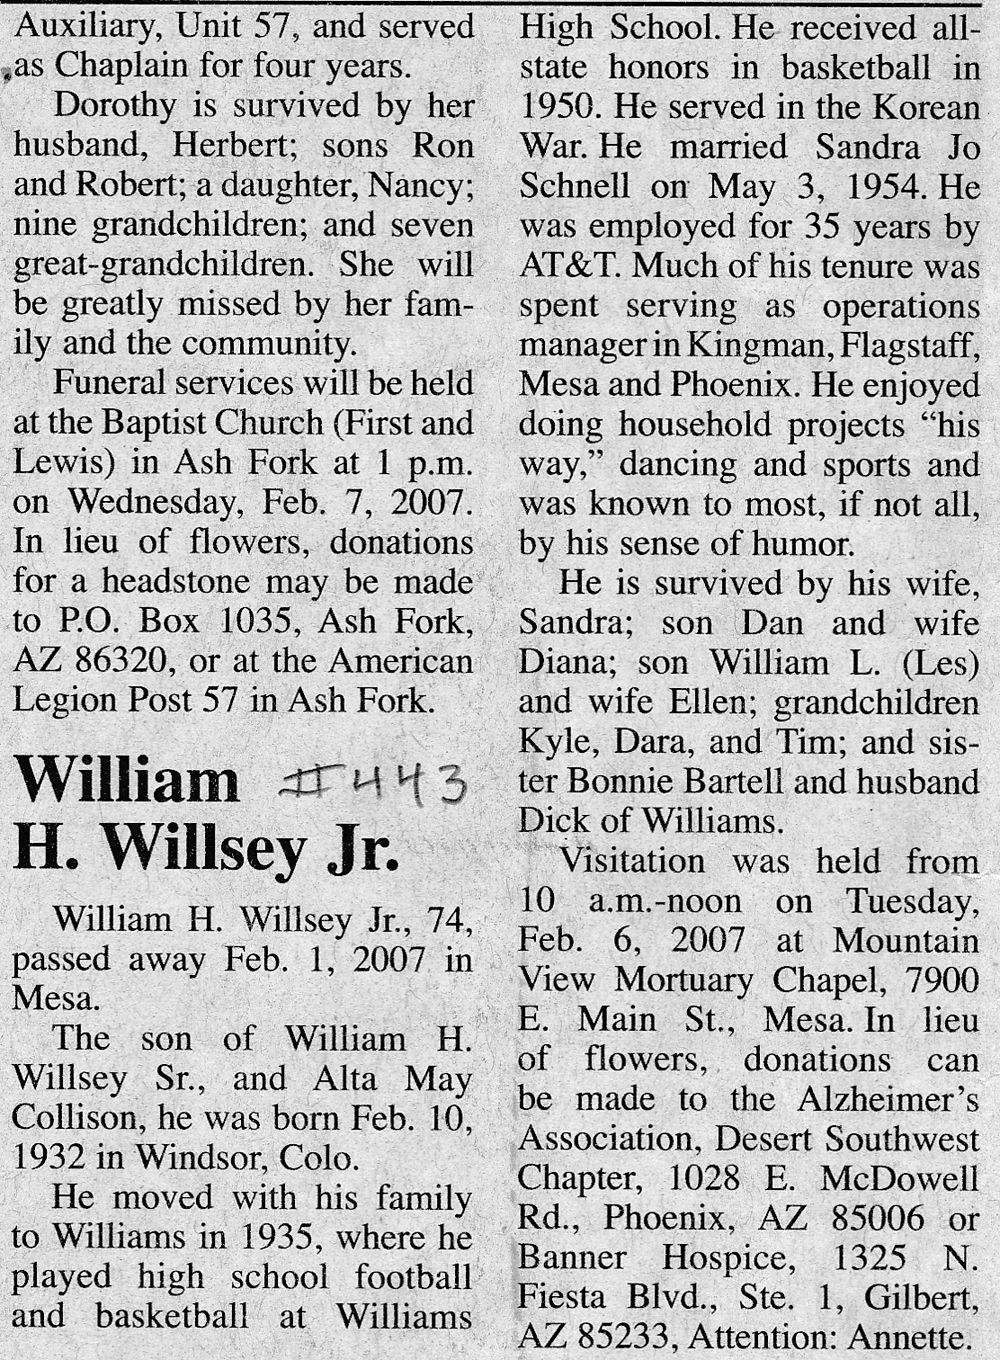 Auxiliary, Unit 57, and served
as Chaplain for four years.
Dorothy is survived by her
husband, Herbert; sons Ron
and Robert; a daughter, Nancy;
nine grandchildren; and seven
great-grandchildren. She will
be greatly missed by her fam-
ily and the community.
Funeral services will be held
at the Baptist Church (First and
Lewis) in Ash Fork at 1 p.m.
on Wednesday, Feb. 7, 2007.
In lieu of flowers, donations
for a headstone may be made
to P.O. Box 1035, Ash Fork,
AZ 86320, or at the American
Legion Post 57 in Ash Fork.
William #443
H. Willsey Jr.
William H. Willsey Jr., 74,
passed away Feb. 1, 2007 in
Mesa.
The son of William H.
Willsey Sr., and Alta May
Collison, he was born Feb. 10,
1932 in Windsor, Colo.
He moved with his family
to Williams in 1935, where he
played high school football
and basketball at Williams
High School. He received all-
state honors in basketball in
1950. He served in the Korean
War. He married Sandra Jo
Schnell on May 3, 1954. He
was employed for 35 years by
AT&T. Much of his tenure was
spent serving as operations
manager in Kingman, Flagstaff,
Mesa and Phoenix. He enjoyed
doing household projects “his
way,” dancing and sports and
was known to most, if not all,
by his sense of humor.
He is survived by his wife,
Sandra; son Dan and wife
Diana; son William L. (Les)
and wife Ellen; grandchildren
Kyle, Dara, and Tim; and sis-
ter Bonnie Bartell and husband
Dick of Williams.
Visitation was held from
10 a.m.-noon on Tuesday,
Feb. 6, 2007 at Mountain
View Mortuary Chapel, 7900
E. Main St., Mesa. In lieu
of flowers, donations can
be made to the Alzheimer’s
Association, Desert Southwest
Chapter, 1028 E. McDowell
Rd., Phoenix, AZ 85006 or
Banner Hospice, 1325 N.
Fiesta Blvd., Ste. 1, Gilbert,
AZ 85233, Attention: Annette.